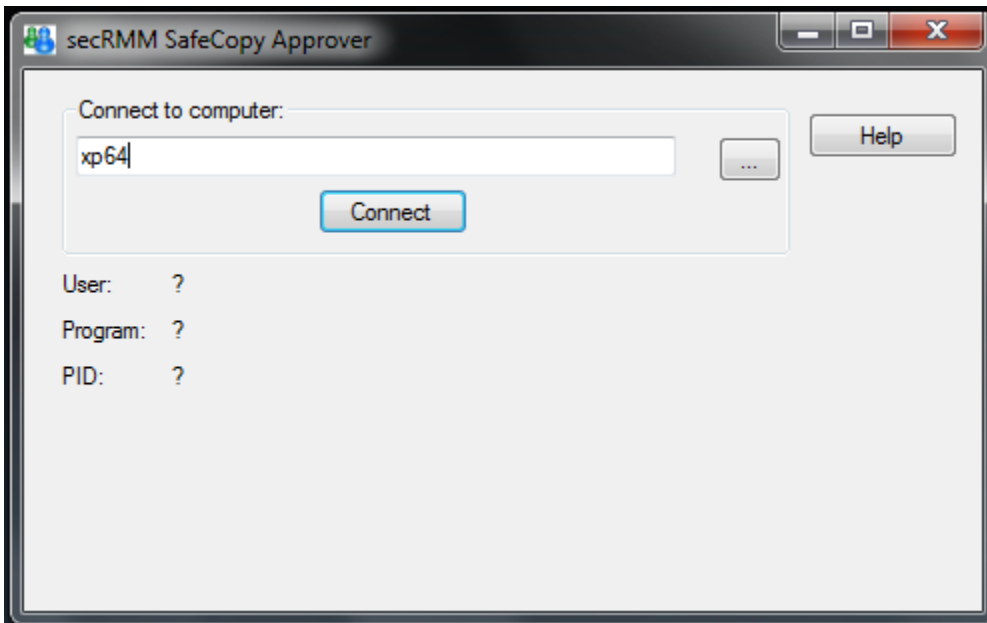 secRMM SafeCopy Approver
Connect to computer:
xp64
...
Help
Connect
User: ?
Program: ?
PID: ?